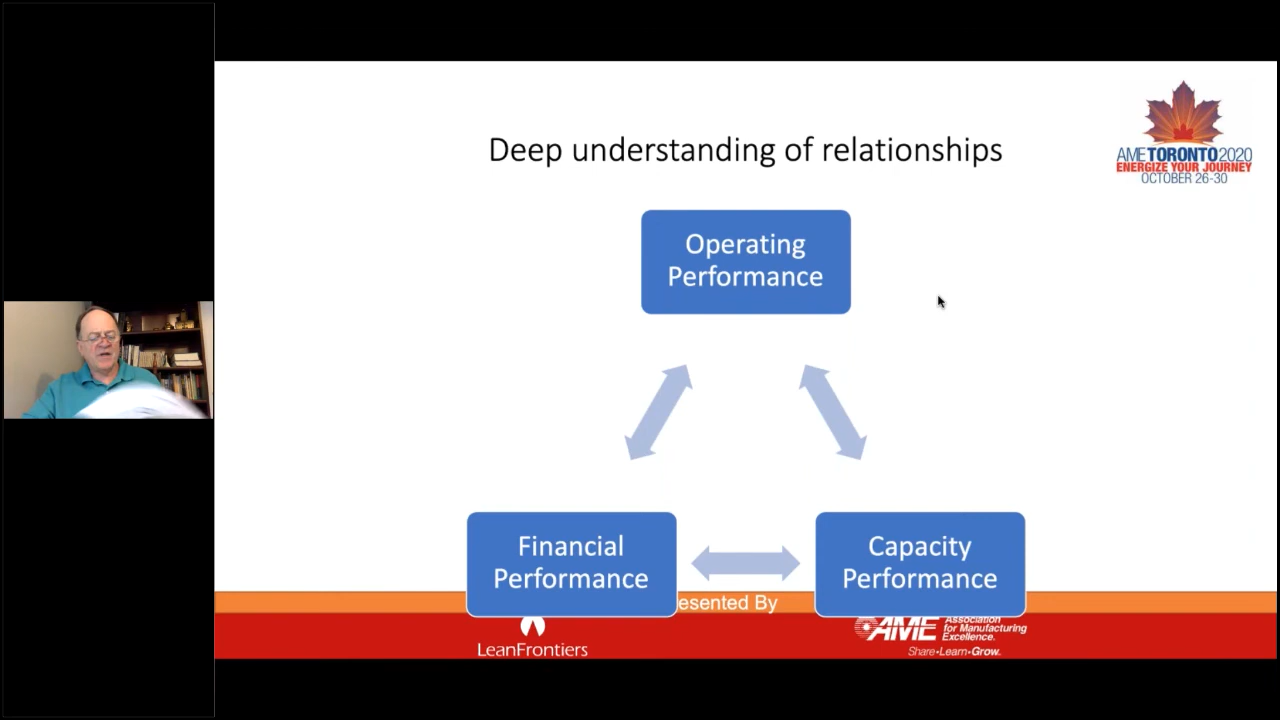 Deep understanding of relationships
AME TORONTO 2020
ENERGIZE YOUR JOURNEY
OCTOBER 26-30
Operating
Performance
Financial
Performance
Capacity
Performance
esented By
LeanFrontiers
AME Association
for Manufacturing
Excellence.
Share•Learn•Grow.